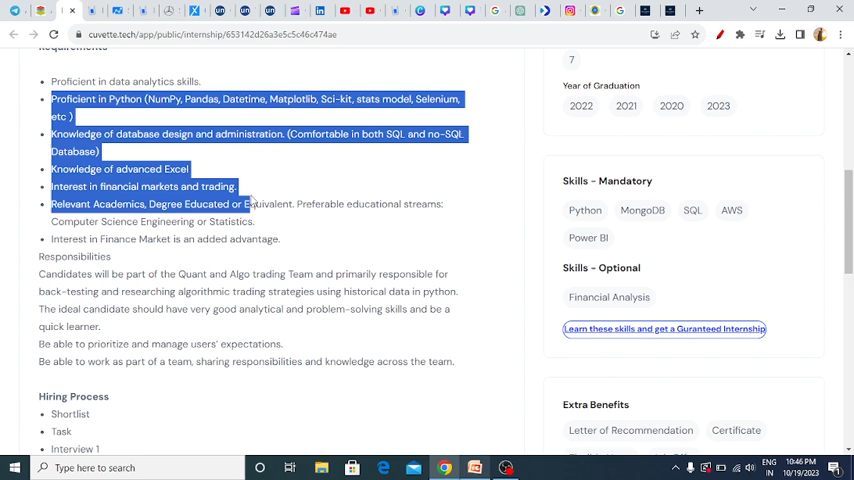 cuvette.tech/app/public/internship/653142d26a3e5c5c46c474ae
Requirements
Proficient in data analytics skills.
Proficient in Python (NumPy, Pandas, Datetime, Matplotlib, Sci-kit, stats model, Selenium,
etc )
Knowledge of database design and administration. (Comfortable in both SQL and no-SQL
Database)
Knowledge of advanced Excel
Interest in financial markets and trading.
Relevant Academics, Degree Educated or Equivalent. Preferable educational streams:
Computer Science Engineering or Statistics.
Interest in Finance Market is an added advantage.
Responsibilities
Candidates will be part of the Quant and Algo trading Team and primarily responsible for
back-testing and researching algorithmic trading strategies using historical data in python.
The ideal candidate should have very good analytical and problem-solving skills and be a
quick learner.
Be able to prioritize and manage users' expectations.
Be able to work as part of a team, sharing responsibilities and knowledge across the team.
Hiring Process
Shortlist
Task
Interview 1
7
Year of Graduation
2022 2021 2020 2023
Skills - Mandatory
Python MongoDB SQL AWS
Power BI
Skills - Optional
Financial Analysis
Learn these skills and get a Guranteed Internship
Extra Benefits
Letter of Recommendation Certificate
Type here to search
ENG
IN
10:46 PM
10/19/2023